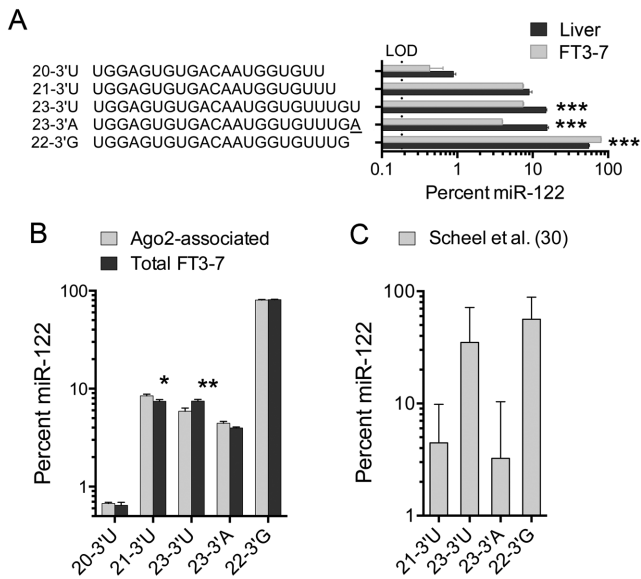 A
LOD
Liver
FT3-7
20-3'U UGGAGUGUGACAAUGGUGUU
21-3'U UGGAGUGUGACAAUGGUGUUU
23-3'U UGGAGUGUGACAAUGGUGUUUGU ***
23-3'A UGGAGUGUGACAAUGGUGUUUGA ***
22-3'G UGGAGUGUGACAAUGGUGUUUG ***
0.1 1 10 100
Percent miR-122
B
Ago2-associated
Total FT3-7
Percent miR-122
100
10
1
* **
20-3'U 21-3'U 23-3'U 23-3'A 22-3'G
C
Scheel et al. (30)
Percent miR-122
100
10
1
21-3'U 23-3'U 23-3'A 22-3'G